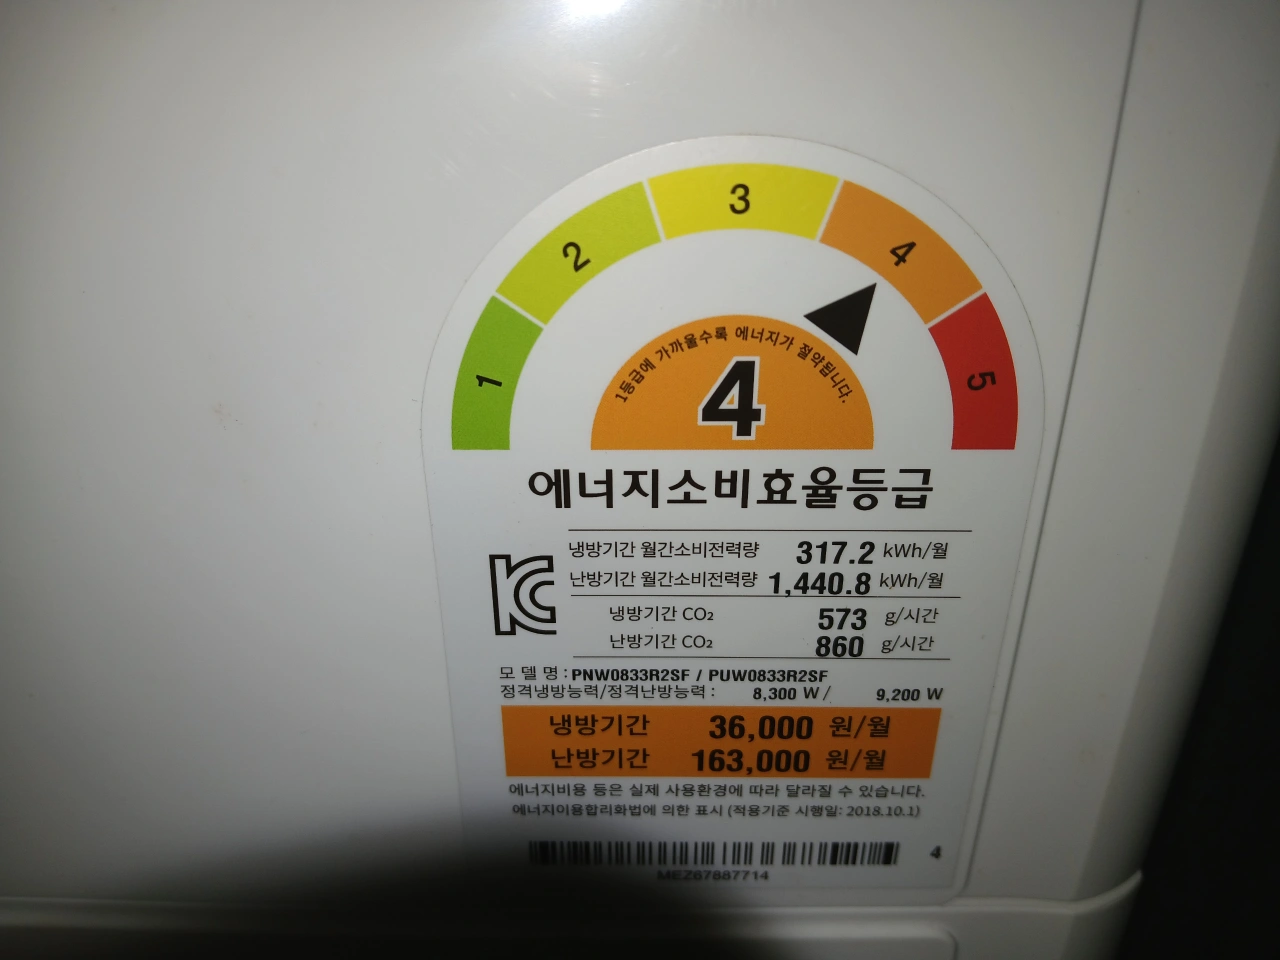 1
2
3
4
5
1등급에 가까울수록 에너지가 절약됩니다.
4
에너지소비효율등급
냉방기간 월간소비전력량 317.2 kWh/월
난방기간 월간소비전력량 1,440.8 kWh/월
냉방기간 CO₂ 573 g/시간
난방기간 CO₂ 860 g/시간
모 델 명 : PNW0833R2SF / PUW0833R2SF
정격냉방능력/정격난방능력 : 8,300 W / 9,200 W
냉방기간 36,000 원/월
난방기간 163,000 원/월
에너지비용 등은 실제 사용환경에 따라 달라질 수 있습니다.
에너지이용합리화법에 의한 표시 (적용기준 시행일: 2018.10.1)
4
MEZ67887714